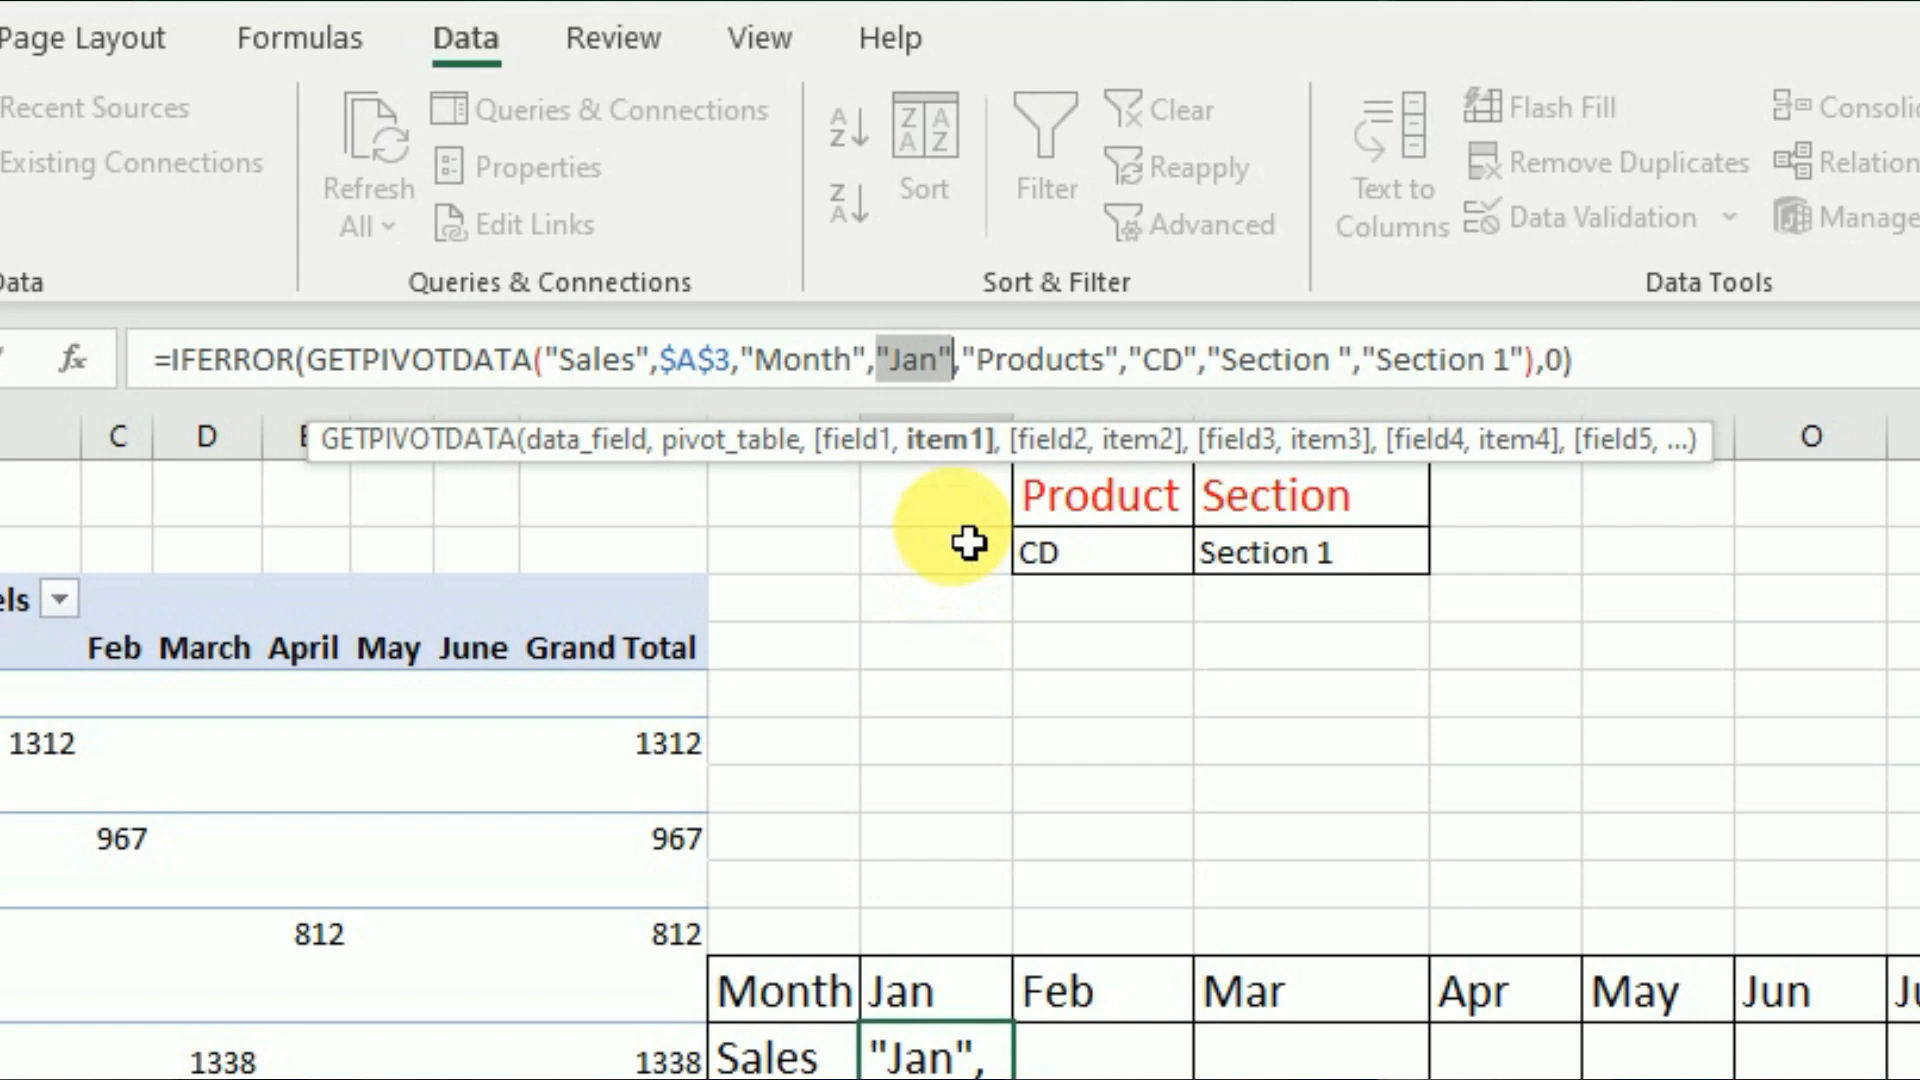 Page Layout Formulas Data Review View Help
Recent Sources
Existing Connections
Refresh All
Queries & Connections
Properties
Edit Links
Sort
Filter
Clear
Reapply
Advanced
Text to Columns
Flash Fill
Remove Duplicates
Data Validation
Consolid
Relation
Manage
Data Queries & Connections Sort & Filter Data Tools
fx =IFERROR(GETPIVOTDATA("Sales",$A$3,"Month","Jan","Products","CD","Section ","Section 1"),0)
C D E O
GETPIVOTDATA(data_field, pivot_table, [field1, item1], [field2, item2], [field3, item3], [field4, item4], [field5, ...)
Product Section
CD Section 1
els
Feb March April May June Grand Total
1312 1312
967 967
812 812
Month Jan Feb Mar Apr May Jun Ju
1338 1338 Sales "Jan",